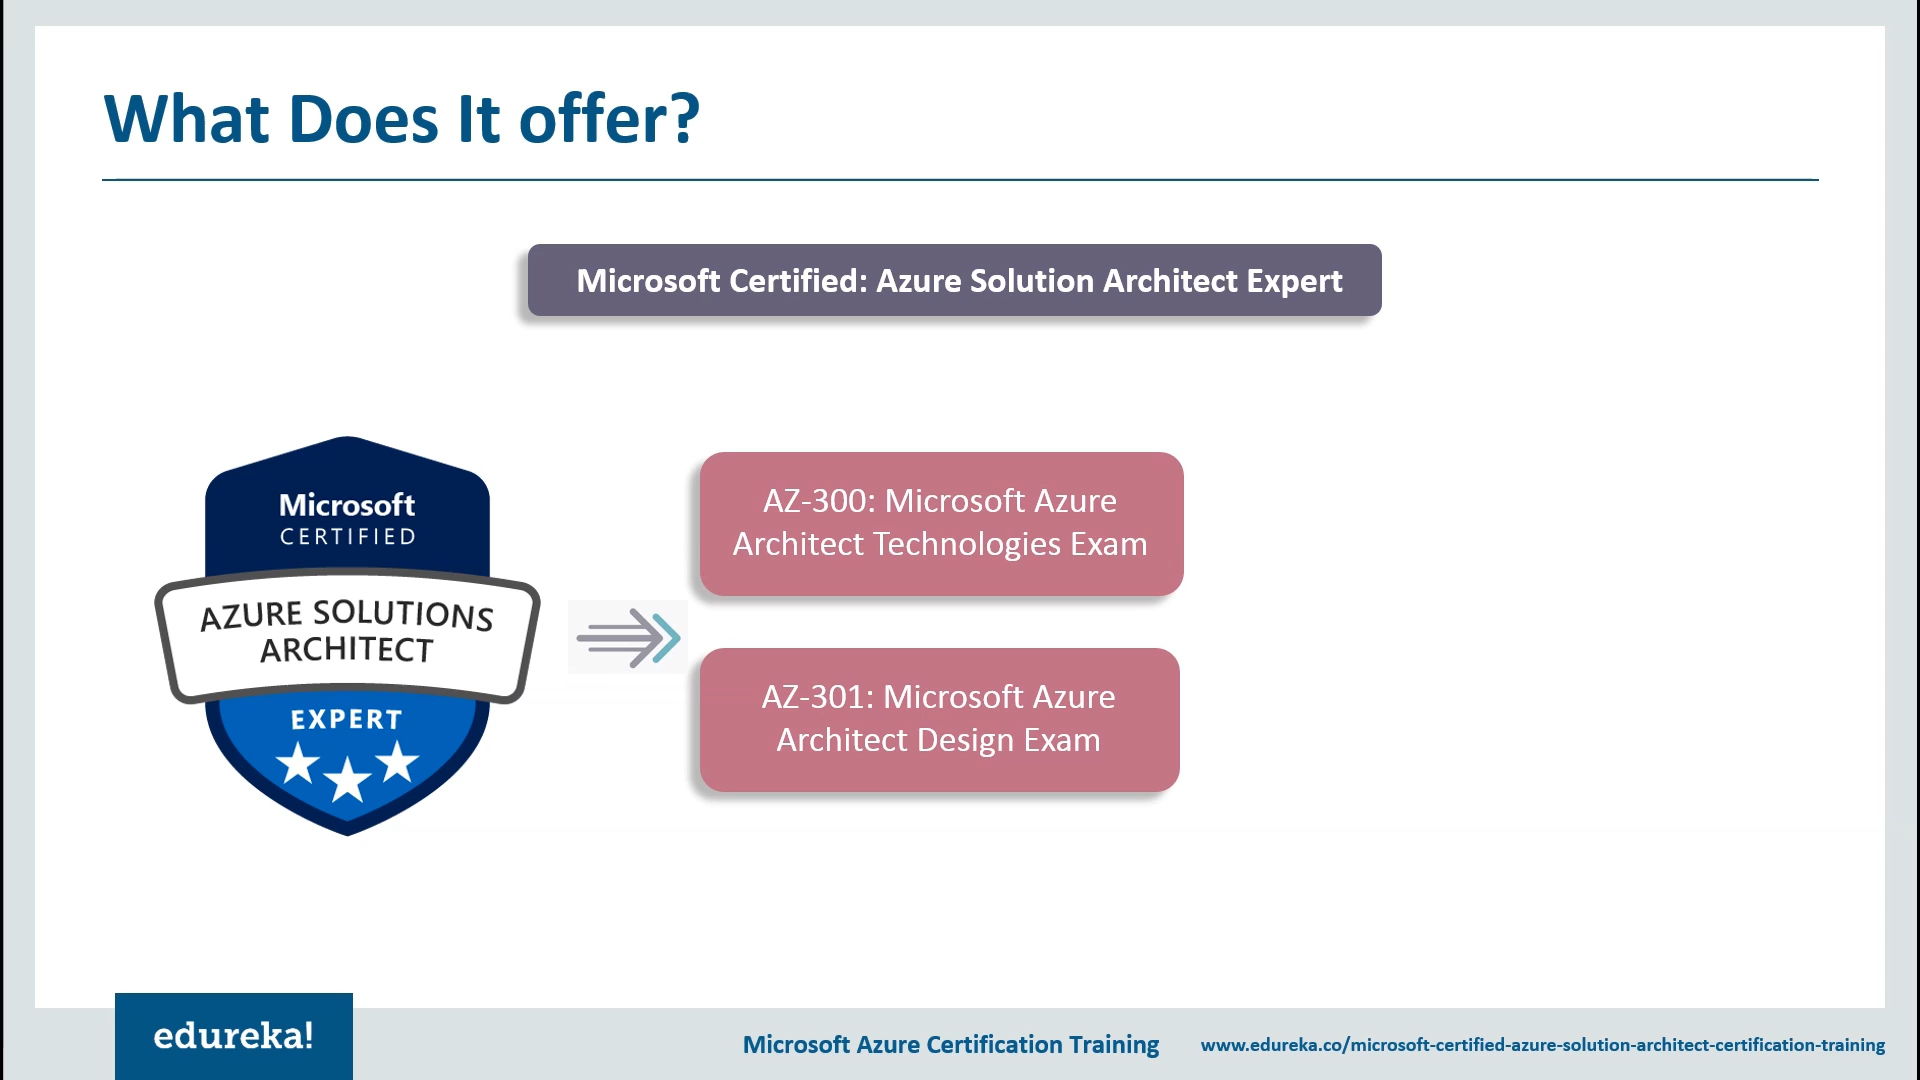 What Does It offer?
Microsoft Certified: Azure Solution Architect Expert
Microsoft
CERTIFIED
AZURE SOLUTIONS
ARCHITECT
EXPERT
AZ-300: Microsoft Azure
Architect Technologies Exam
AZ-301: Microsoft Azure
Architect Design Exam
edureka!
Microsoft Azure Certification Training
www.edureka.co/microsoft-certified-azure-solution-architect-certification-training